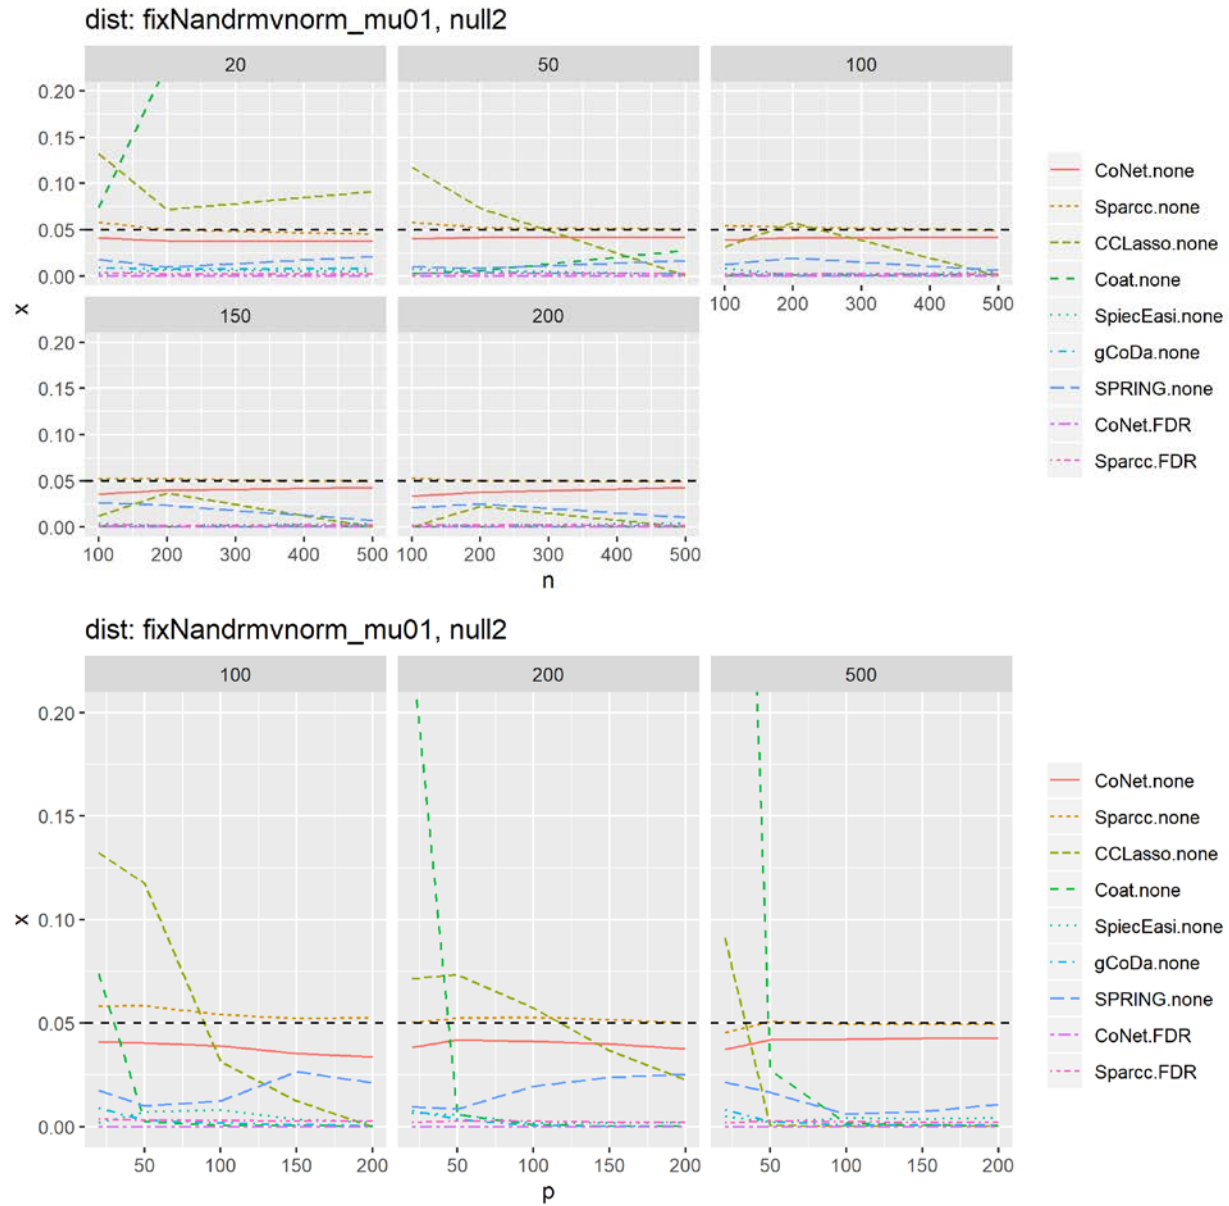 dist: fixNandrmvnorm_mu01, null2
20 50 100
0.20
0.15
0.10
0.05
0.00
100 200 300 400 500
x
150 200
0.20
0.15
0.10
0.05
0.00
100 200 300 400 500 100 200 300 400 500
n
CoNet.none
Sparcc.none
CCLasso.none
Coat.none
SpiecEasi.none
gCoDa.none
SPRING.none
CoNet.FDR
Sparcc.FDR
dist: fixNandrmvnorm_mu01, null2
100 200 500
0.20
0.15
0.10
0.05
0.00
x
50 100 150 200 50 100 150 200 50 100 150 200
p
CoNet.none
Sparcc.none
CCLasso.none
Coat.none
SpiecEasi.none
gCoDa.none
SPRING.none
CoNet.FDR
Sparcc.FDR